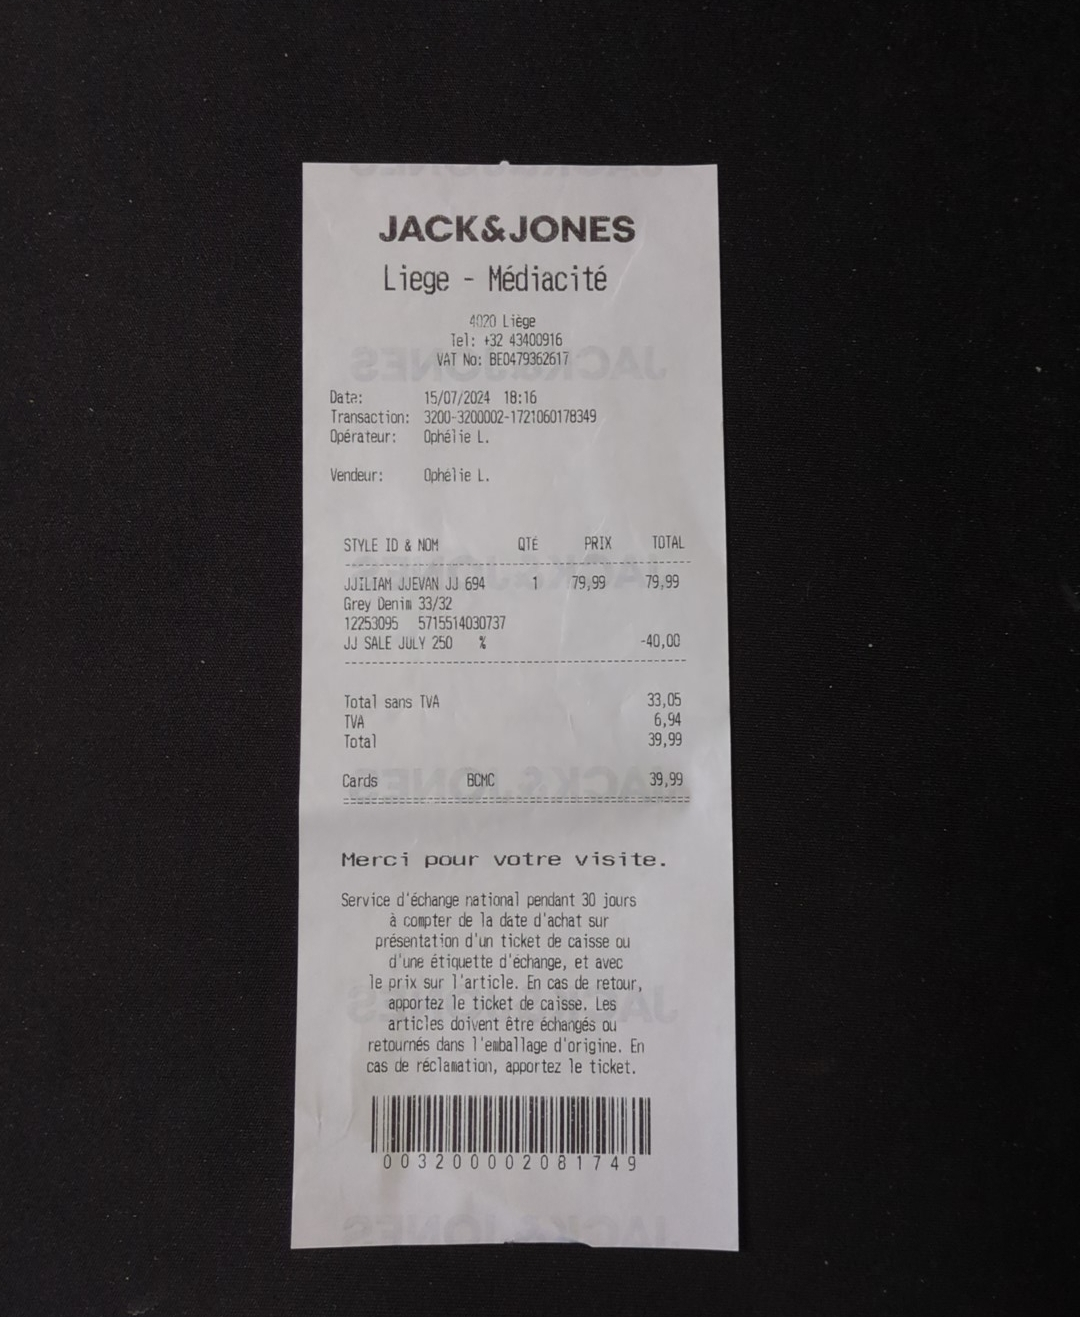 JACK&JONES
Liege - Médiacité
4020 Liège
Tel: +32 43400916
VAT No: BE0479362617
Date: 15/07/2024 18:16
Transaction: 3200-3200002-1721060178349
Opérateur: Ophélie L.
Vendeur: Ophélie L.
STYLE ID & NOM QTÉ PRIX TOTAL
JJILIAM JJEVAN JJ 694 1 79,99 79,99
Grey Denim 33/32
12253095 5715514030737
JJ SALE JULY 250 % -40,00
Total sans TVA 33,05
TVA 6,94
Total 39,99
Cards BCMC 39,99
Merci pour votre visite.
Service d'échange national pendant 30 jours
à compter de la date d'achat sur
présentation d'un ticket de caisse ou
d'une étiquette d'échange, et avec
le prix sur l'article. En cas de retour,
apportez le ticket de caisse. Les
articles doivent être échangés ou
retournés dans l'emballage d'origine. En
cas de réclamation, apportez le ticket.
003200002081749